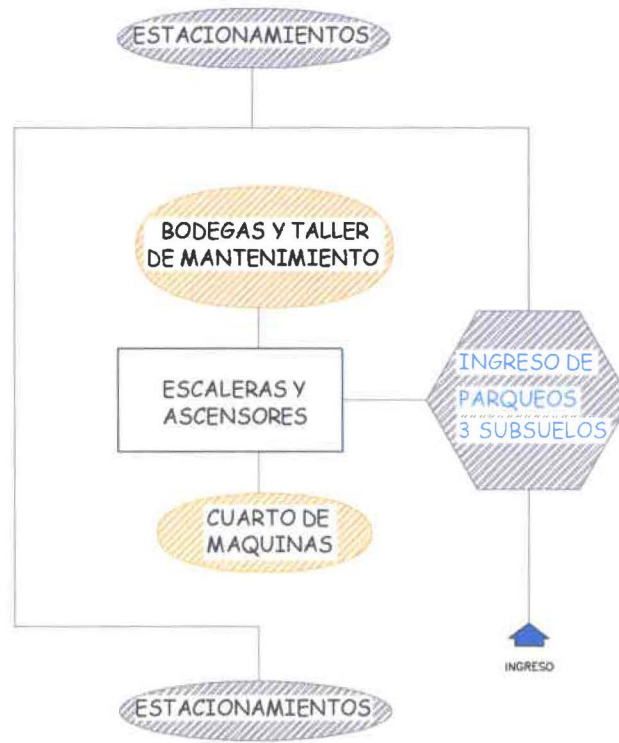 ESTACIONAMIENTOS
BODEGAS Y TALLER
DE MANTENIMIENTO
ESCALERAS Y
ASCENSORES
INGRESO DE
PARQUEOS
3 SUBSUELOS
CUARTO DE
MAQUINAS
INGRESO
ESTACIONAMIENTOS